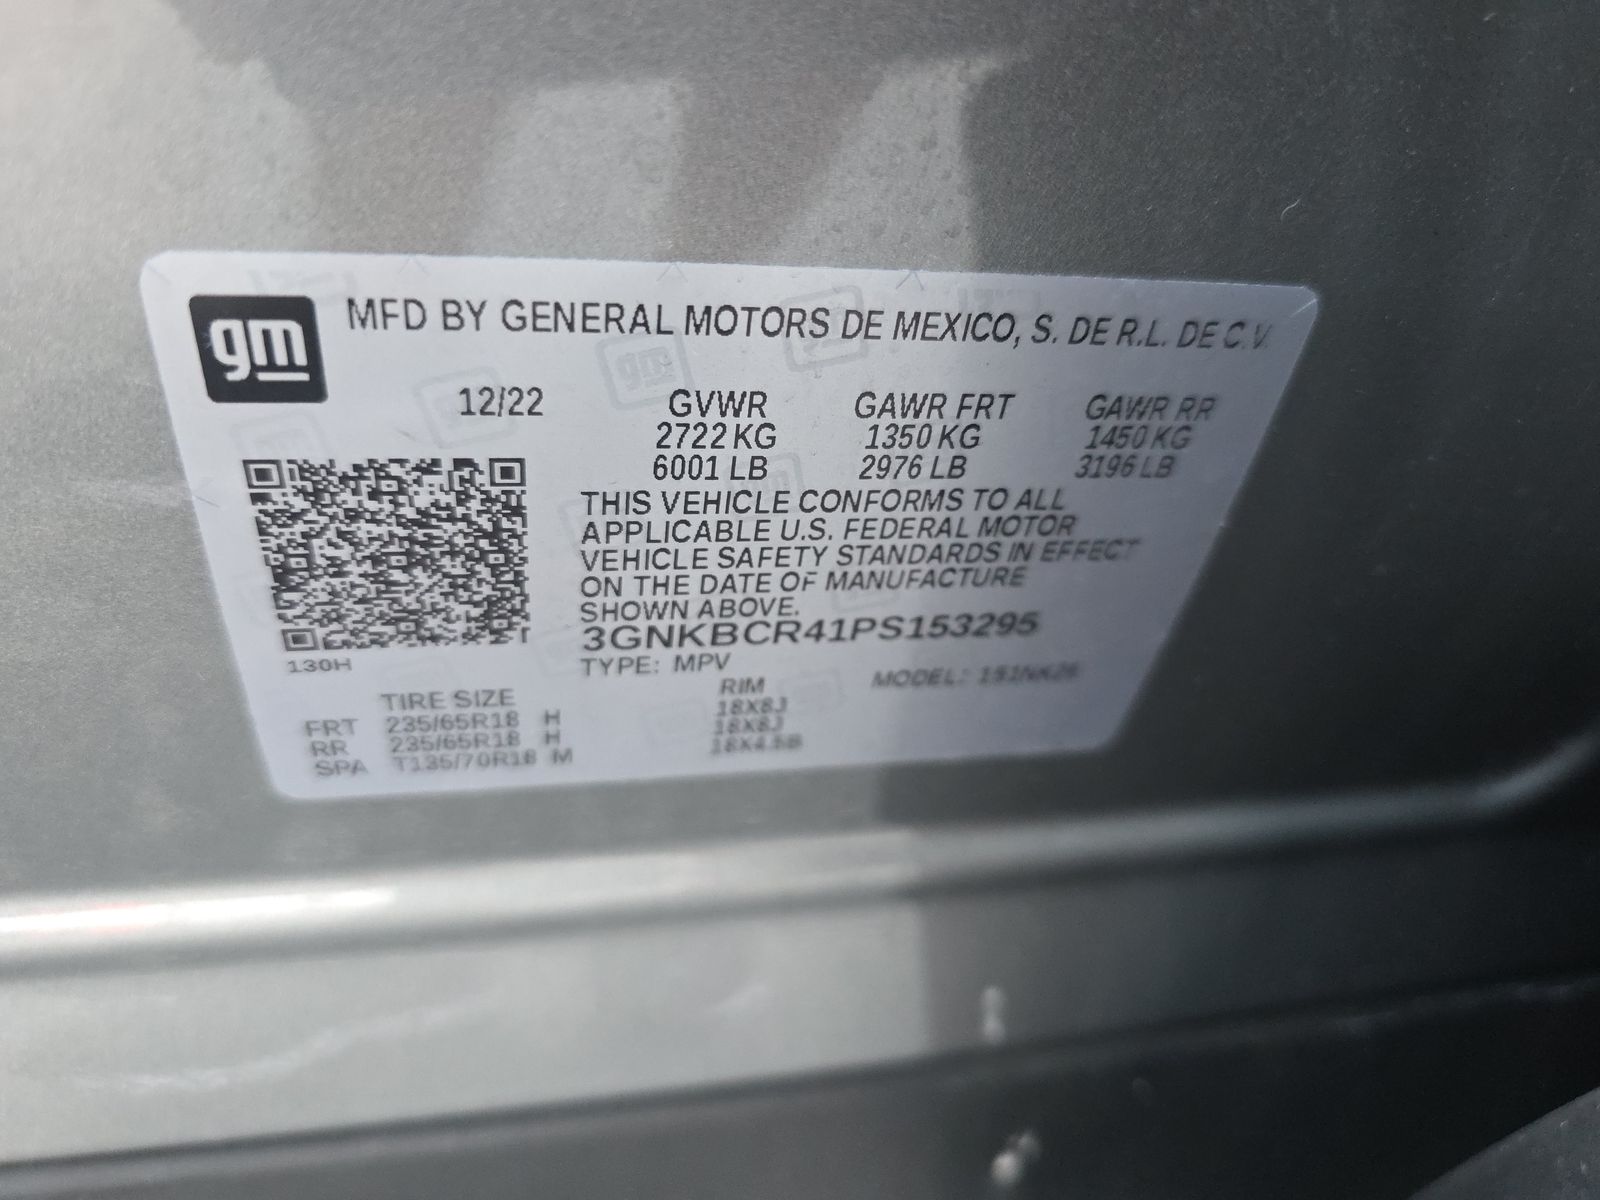 gm MFD BY GENERAL MOTORS DE MEXICO, S. DE R.L. DE C.V.
12/22 GVWR GAWR FRT GAWR RR
2722 KG 1350 KG 1450 KG
6001 LB 2976 LB 3196 LB
THIS VEHICLE CONFORMS TO ALL
APPLICABLE U.S. FEDERAL MOTOR
VEHICLE SAFETY STANDARDS IN EFFECT
ON THE DATE OF MANUFACTURE
SHOWN ABOVE.
3GNKBCR41PS153295
130H TYPE: MPV MODEL:
TIRE SIZE RIM
FRT 235/65R18 H 18X8J
RR 235/65R18 H 18X8J
SPA T135/70R18 M 18X4.5B